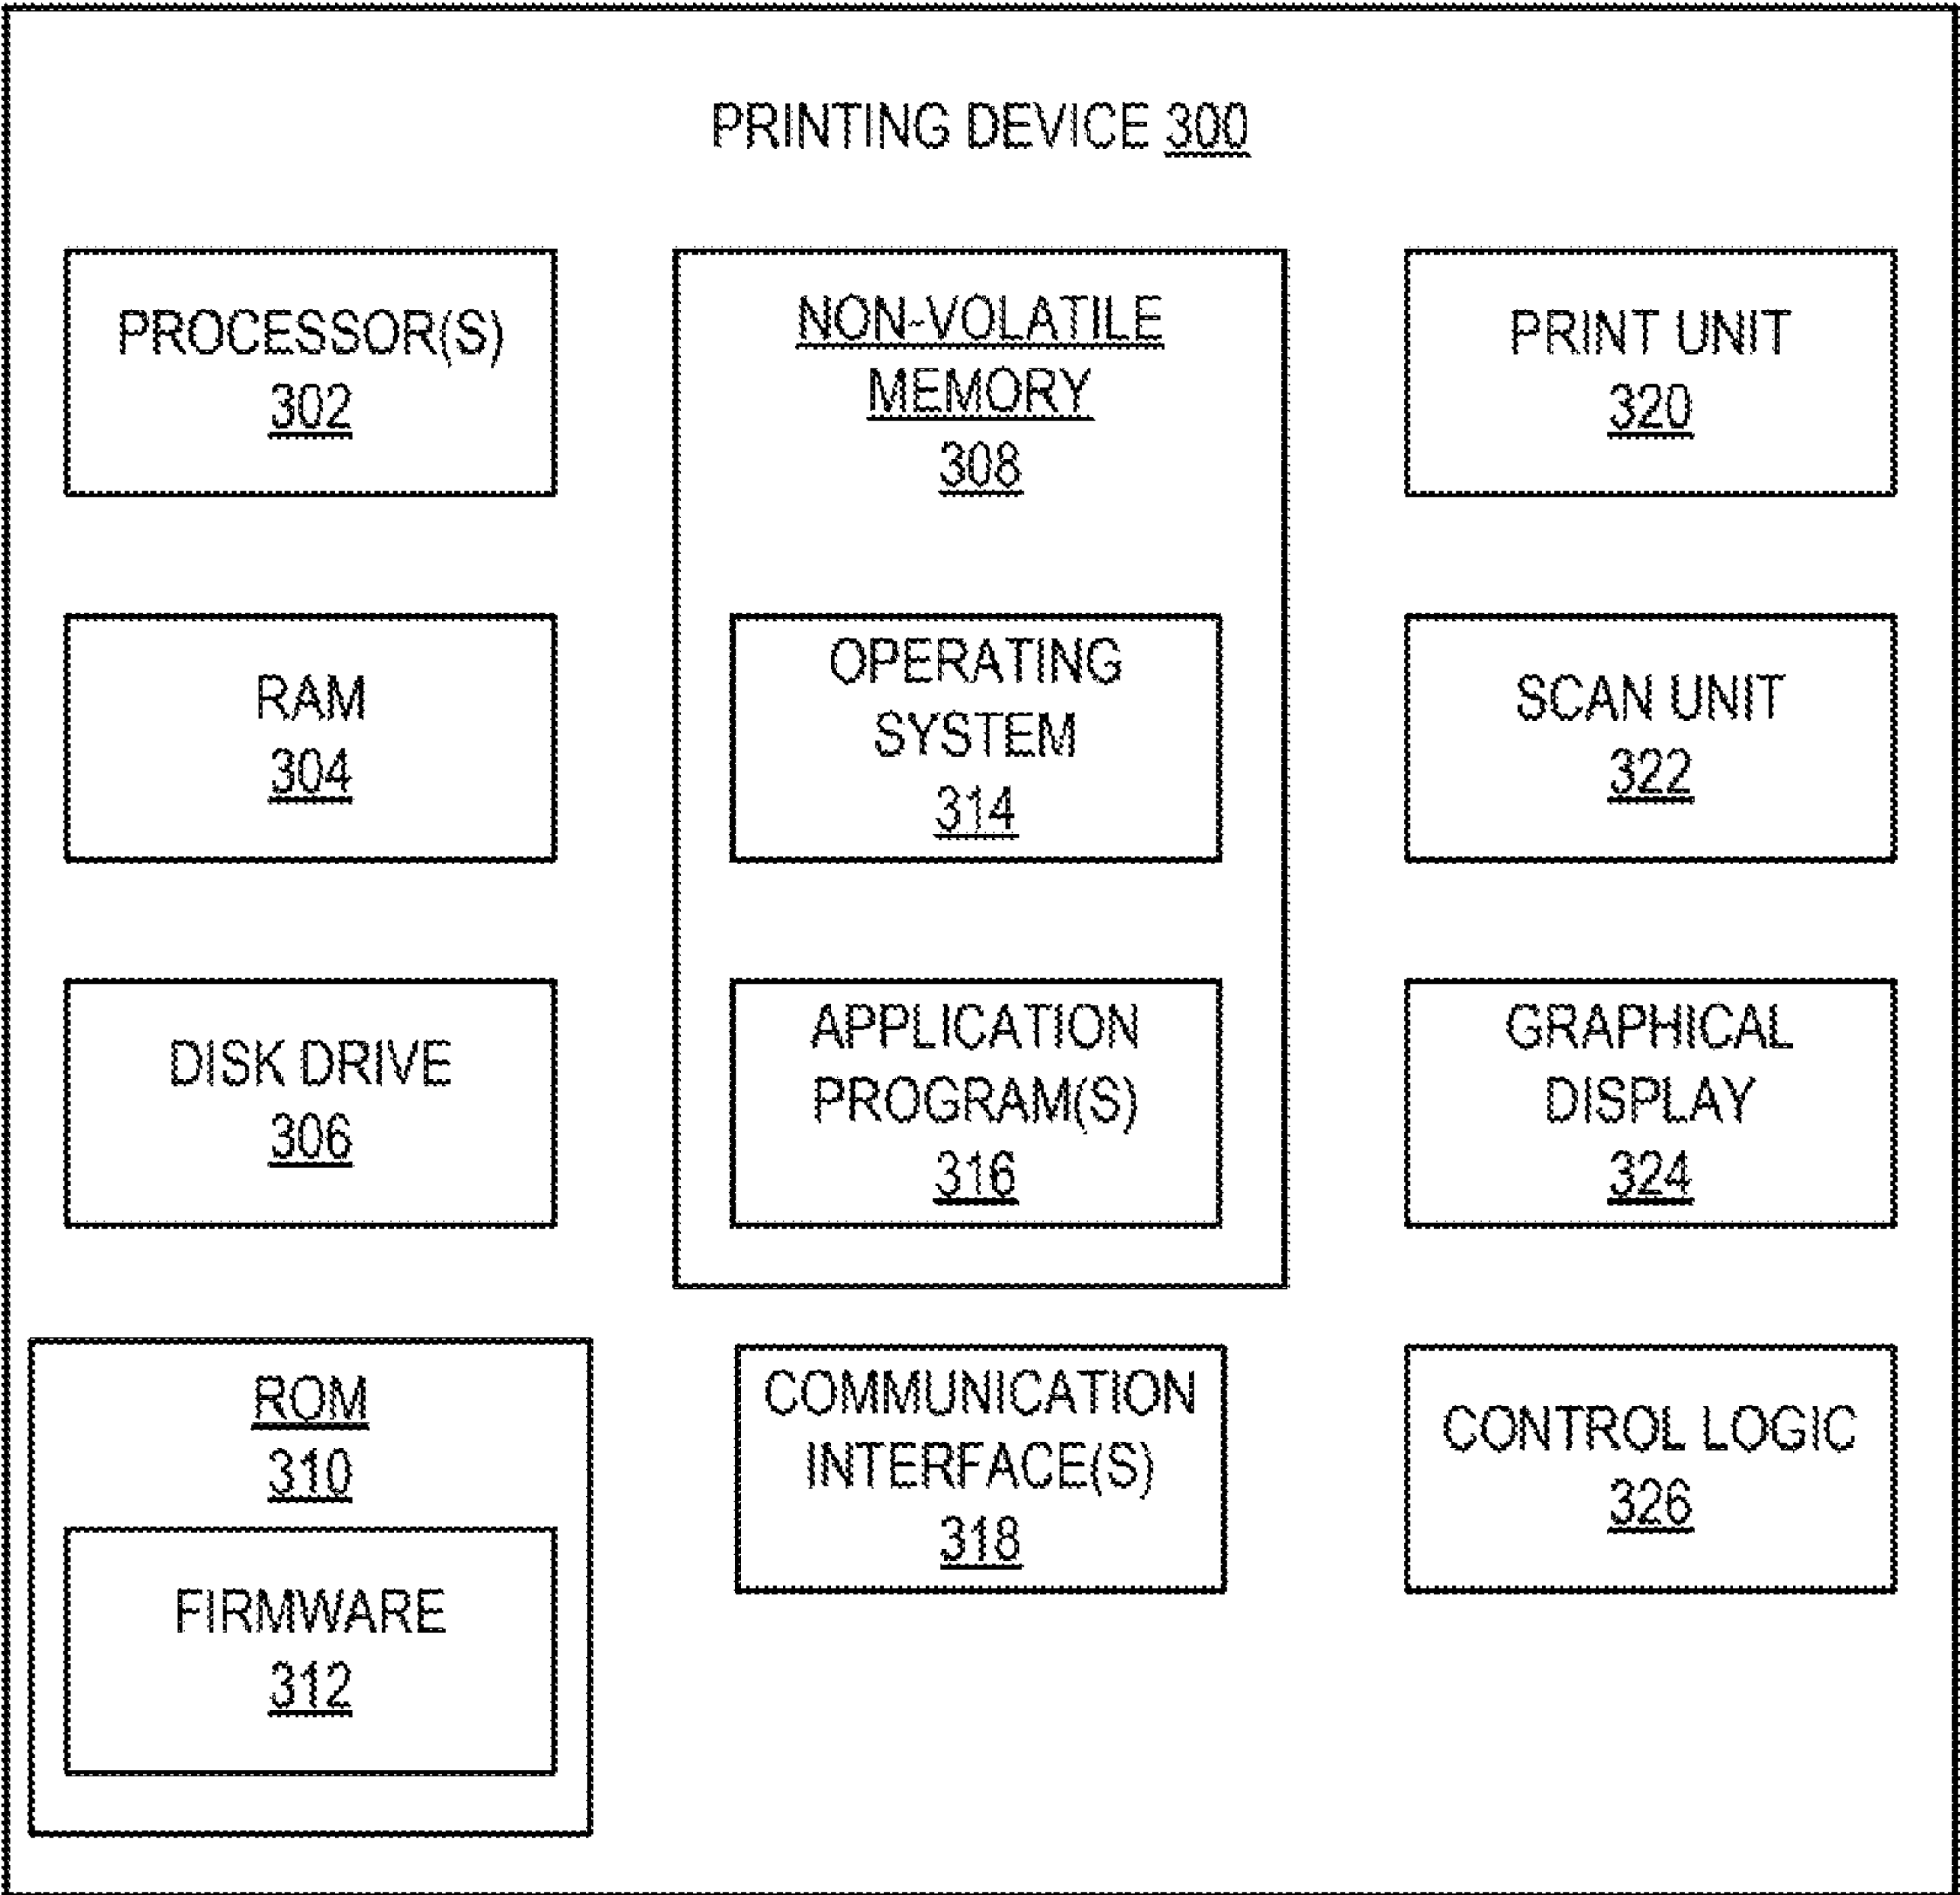 PRINTING DEVICE 300
PROCESSOR(S)
302
NON-VOLATILE
MEMORY
308
PRINT UNIT
320
RAM
304
OPERATING
SYSTEM
314
SCAN UNIT
322
DISK DRIVE
306
APPLICATION
PROGRAM(S)
316
GRAPHICAL
DISPLAY
324
ROM
310
FIRMWARE
312
COMMUNICATION
INTERFACE(S)
318
CONTROL LOGIC
326